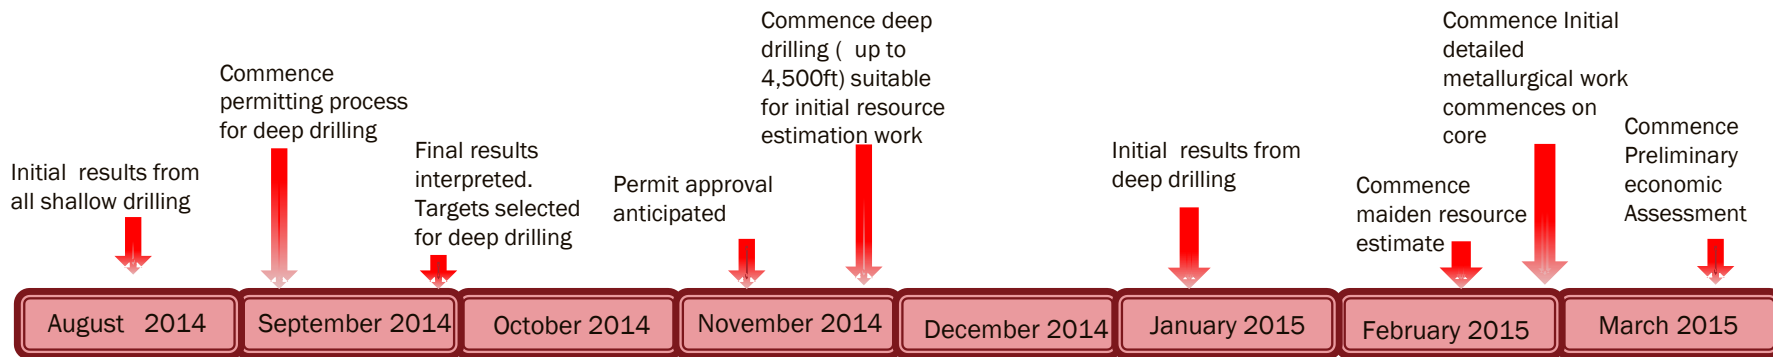 Initial results from
all shallow drilling
Commence
permitting process
for deep drilling
Final results
interpreted.
Targets selected
for deep drilling
Permit approval
anticipated
Commence deep
drilling ( up to
4,500ft) suitable
for initial resource
estimation work
Initial results from
deep drilling
Commence
maiden resource
estimate
Commence Initial
detailed
metallurgical work
commences on
core
Commence
Preliminary
economic
Assessment
August 2014
September 2014
October 2014
November 2014
December 2014
January 2015
February 2015
March 2015